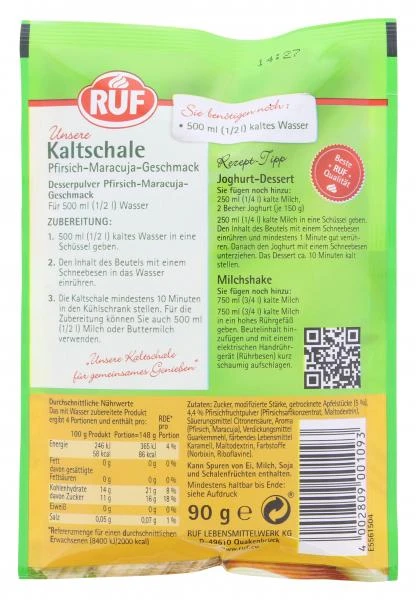 14:27
RUF
Sie benötigen noch:
• 500 ml (1/2 l) kaltes Wasser
Unsere
Kaltschale
Pfirsich-Maracuja-Geschmack
Desserpulver Pfirsich-Maracuja-
Geschmack
Für 500 ml (1/2 l) Wasser
ZUBEREITUNG:
1. 500 ml (1/2 l) kaltes Wasser in eine
Schüssel geben.
2. Den Inhalt des Beutels mit einem
Schneebesen in das Wasser
einrühren.
3. Die Kaltschale mindestens 10 Minuten
in den Kühlschrank stellen. Für die
Zubereitung können Sie auch 500 ml
(1/2 l) Milch oder Buttermilch
verwenden.
"Unsere Kaltschale
für gemeinsames Genießen"
Rezept-Tipp
Joghurt-Dessert
Sie fügen noch hinzu:
250 ml (1/4 l) kalte Milch,
2 Becher Joghurt (je 150 g)
250 ml (1/4 l) kalte Milch in eine Schüssel geben.
Den Inhalt des Beutels mit einem Schneebesen
einrühren und mindestens 1 Minute gut verrüh-
ren. Danach den Joghurt mit einem Schneebesen
unterziehen. Das Dessert ca. 10 Minuten kalt
stellen.
Beste
RUF
Qualität
Milchshake
Sie fügen noch hinzu:
750 ml (3/4 l) kalte Milch
750 ml (3/4 l) kalte Milch
in ein hohes Rührgefäß
geben. Beutelinhalt hin-
zufügen und mit einem
elektrischen Handrühr-
gerät (Rührbesen) kurz
schaumig aufschlagen.
Durchschnittliche Nährwerte
Das mit Wasser zubereitete Produkt
ergibt 4 Portionen und enthält pro:
RDE* pro Portion
100 g Produkt Portion=148 g
Energie 246 kJ 365 kJ 4 %
58 kcal 86 kcal
Fett 0 g 0 g 0 %
davon gesättigte
Fettsäuren 0 g 0 g 0 %
Kohlenhydrate 14 g 21 g 8 %
davon Zucker 11 g 16 g 18 %
Eiweiß 0 g 0 g 0 %
Salz 0,05 g 0,07 g 1 %
*Referenzmenge für einen durchschnittlichen
Erwachsenen (8400 kJ/2000 kcal)
Zutaten: Zucker, modifizierte Stärke, getrocknete Apfelstücke (5 %),
4,4 % Pfirsichfruchtpulver (Pfirsichsaftkonzentrat, Maltodextrin),
Säuerungsmittel Citronensäure, Aroma
(Pfirsich, Maracuja), Verdickungsmittel
Guarkernmehl, färbendes Lebensmittel
Karamell, Maltodextrin, Farbstoffe
(Norbixin, Riboflavine).
Kann Spuren von Ei, Milch, Soja
und Schalenfrüchten enthalten.
Mindestens haltbar bis Ende:
siehe Aufdruck
90 g e
RUF LEBENSMITTELWERK KG
D-49610 Quakenbrück
www.ruf.eu
4 002809 001093
E5561504